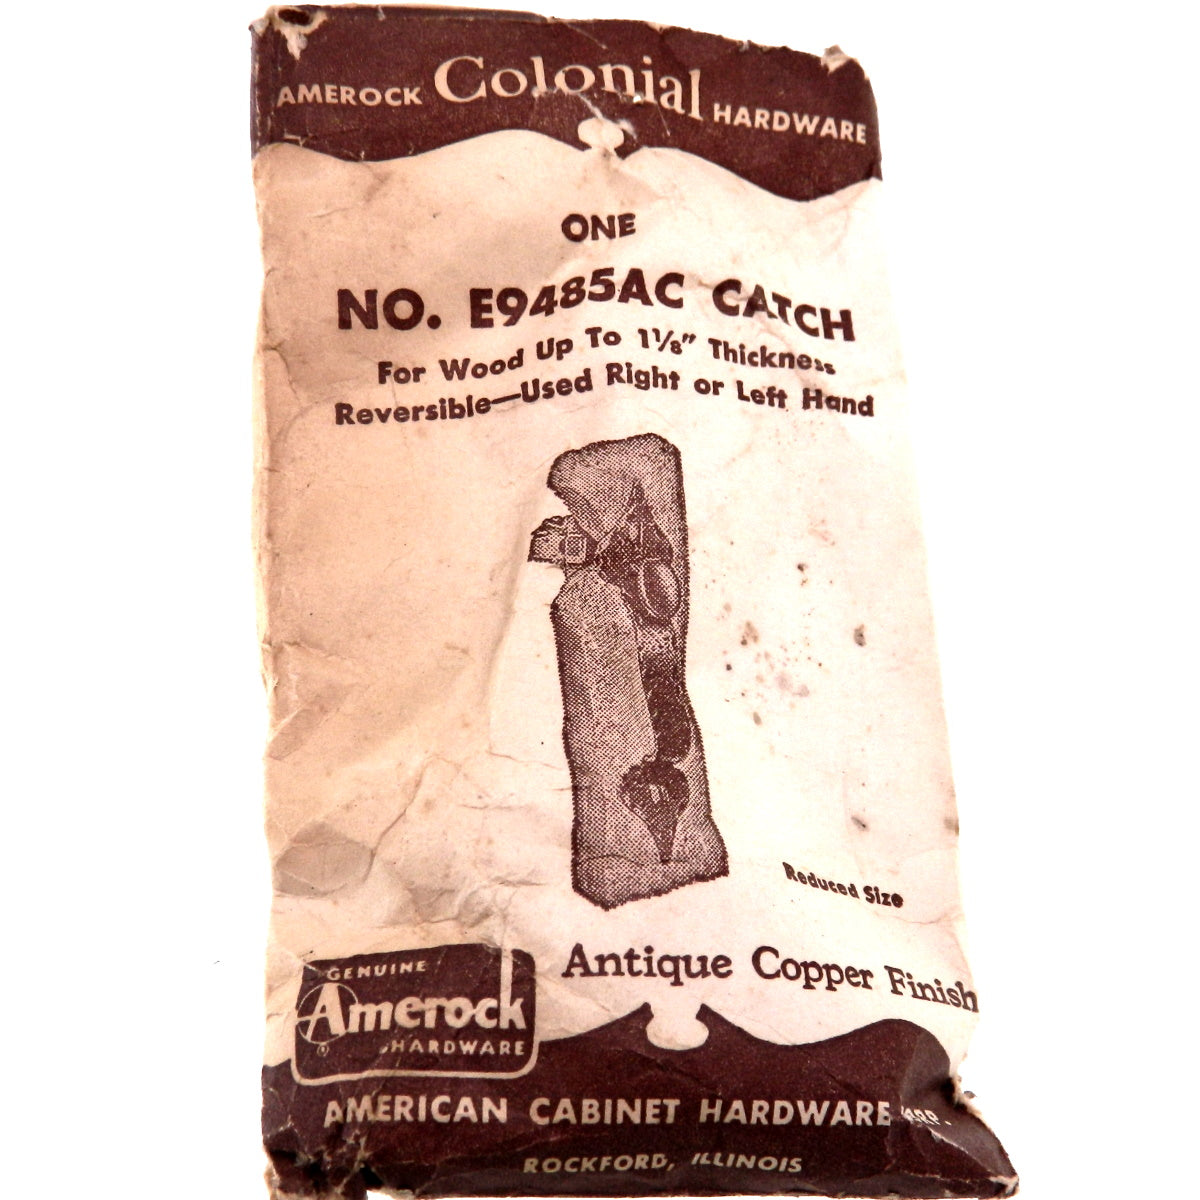 AMEROCK Colonial HARDWARE
ONE
NO. E9485AC CATCH
For Wood Up To 1⅛" Thickness
Reversible—Used Right or Left Hand
Reduced Size
Antique Copper Finish
GENUINE
Amerock
®
HARDWARE
AMERICAN CABINET HARDWARE CORP.
ROCKFORD, ILLINOIS